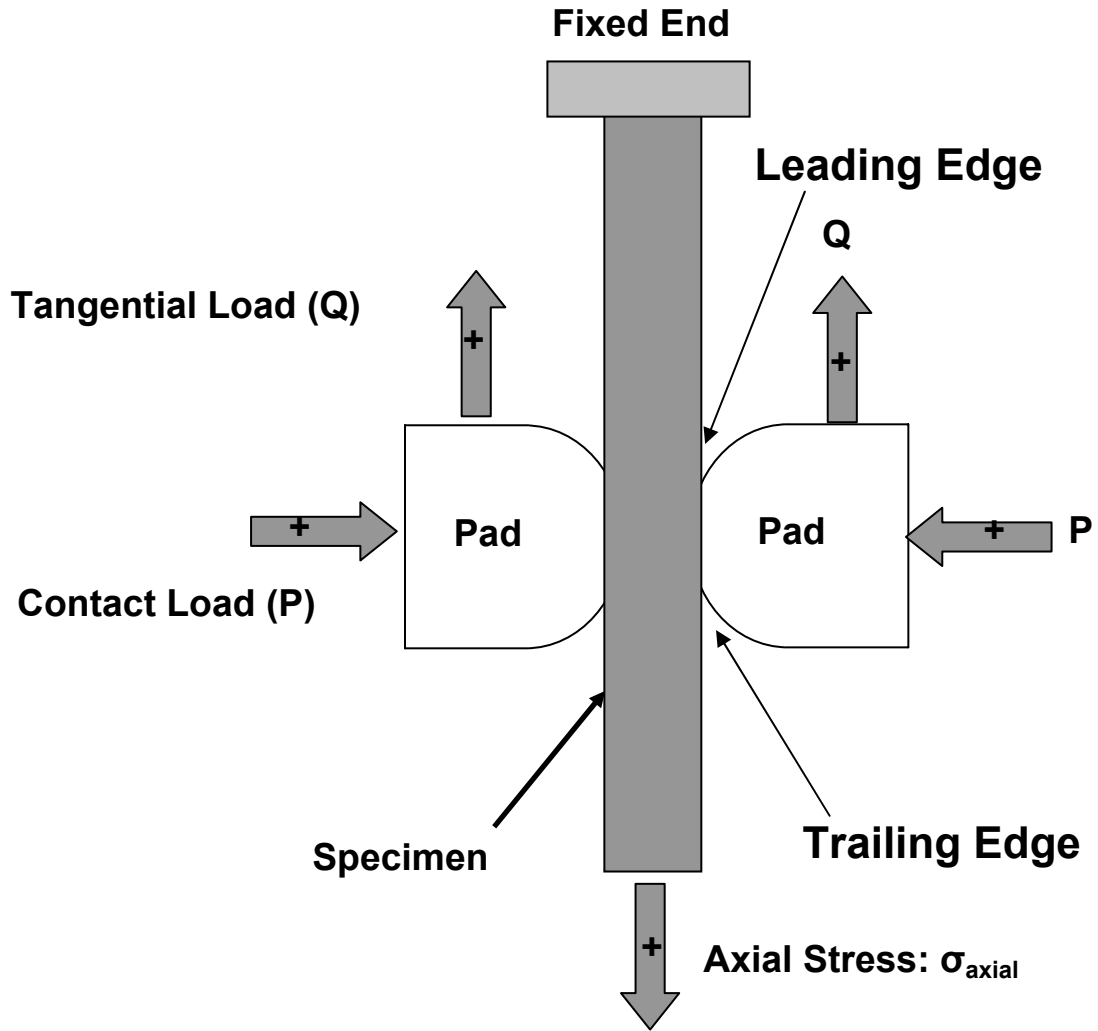 Fixed End
Leading Edge
Q
Tangential Load (Q)
+
+
Pad
Pad
+
+
P
Contact Load (P)
Specimen
Trailing Edge
+
Axial Stress: σaxial